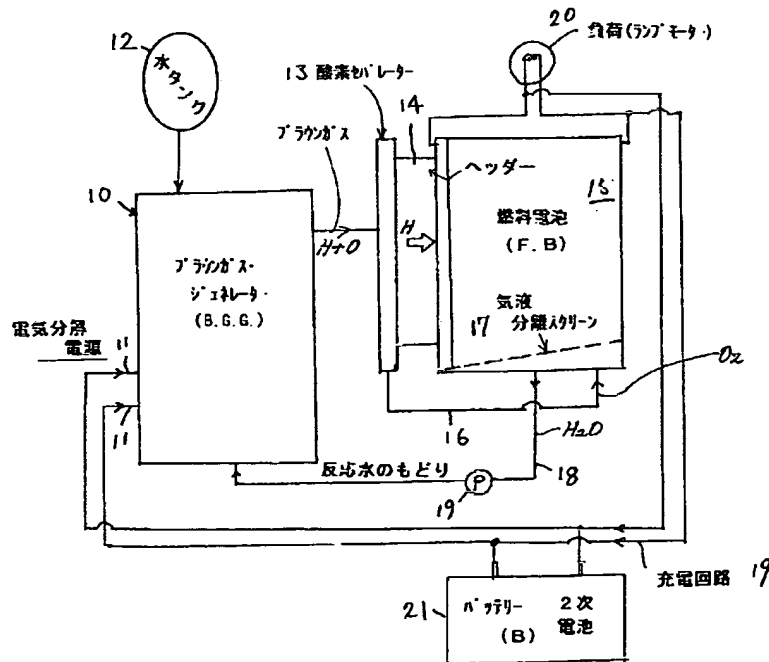 20
負荷(ランプモーター)
12
水タンク
13 酸素セパレーター
14
ブラウンガス
ヘッダー
10
15
燃料電池
(F.B)
H+O
H
ブラウンガス・
ジェネレーター
(B.G.G.)
気液
17
分離スクリーン
電気分解
電源
11
O2
11
16
H2O
反応水のもどり
P
18
19
充電回路 19
21
バッテリー 2次
(B) 電池